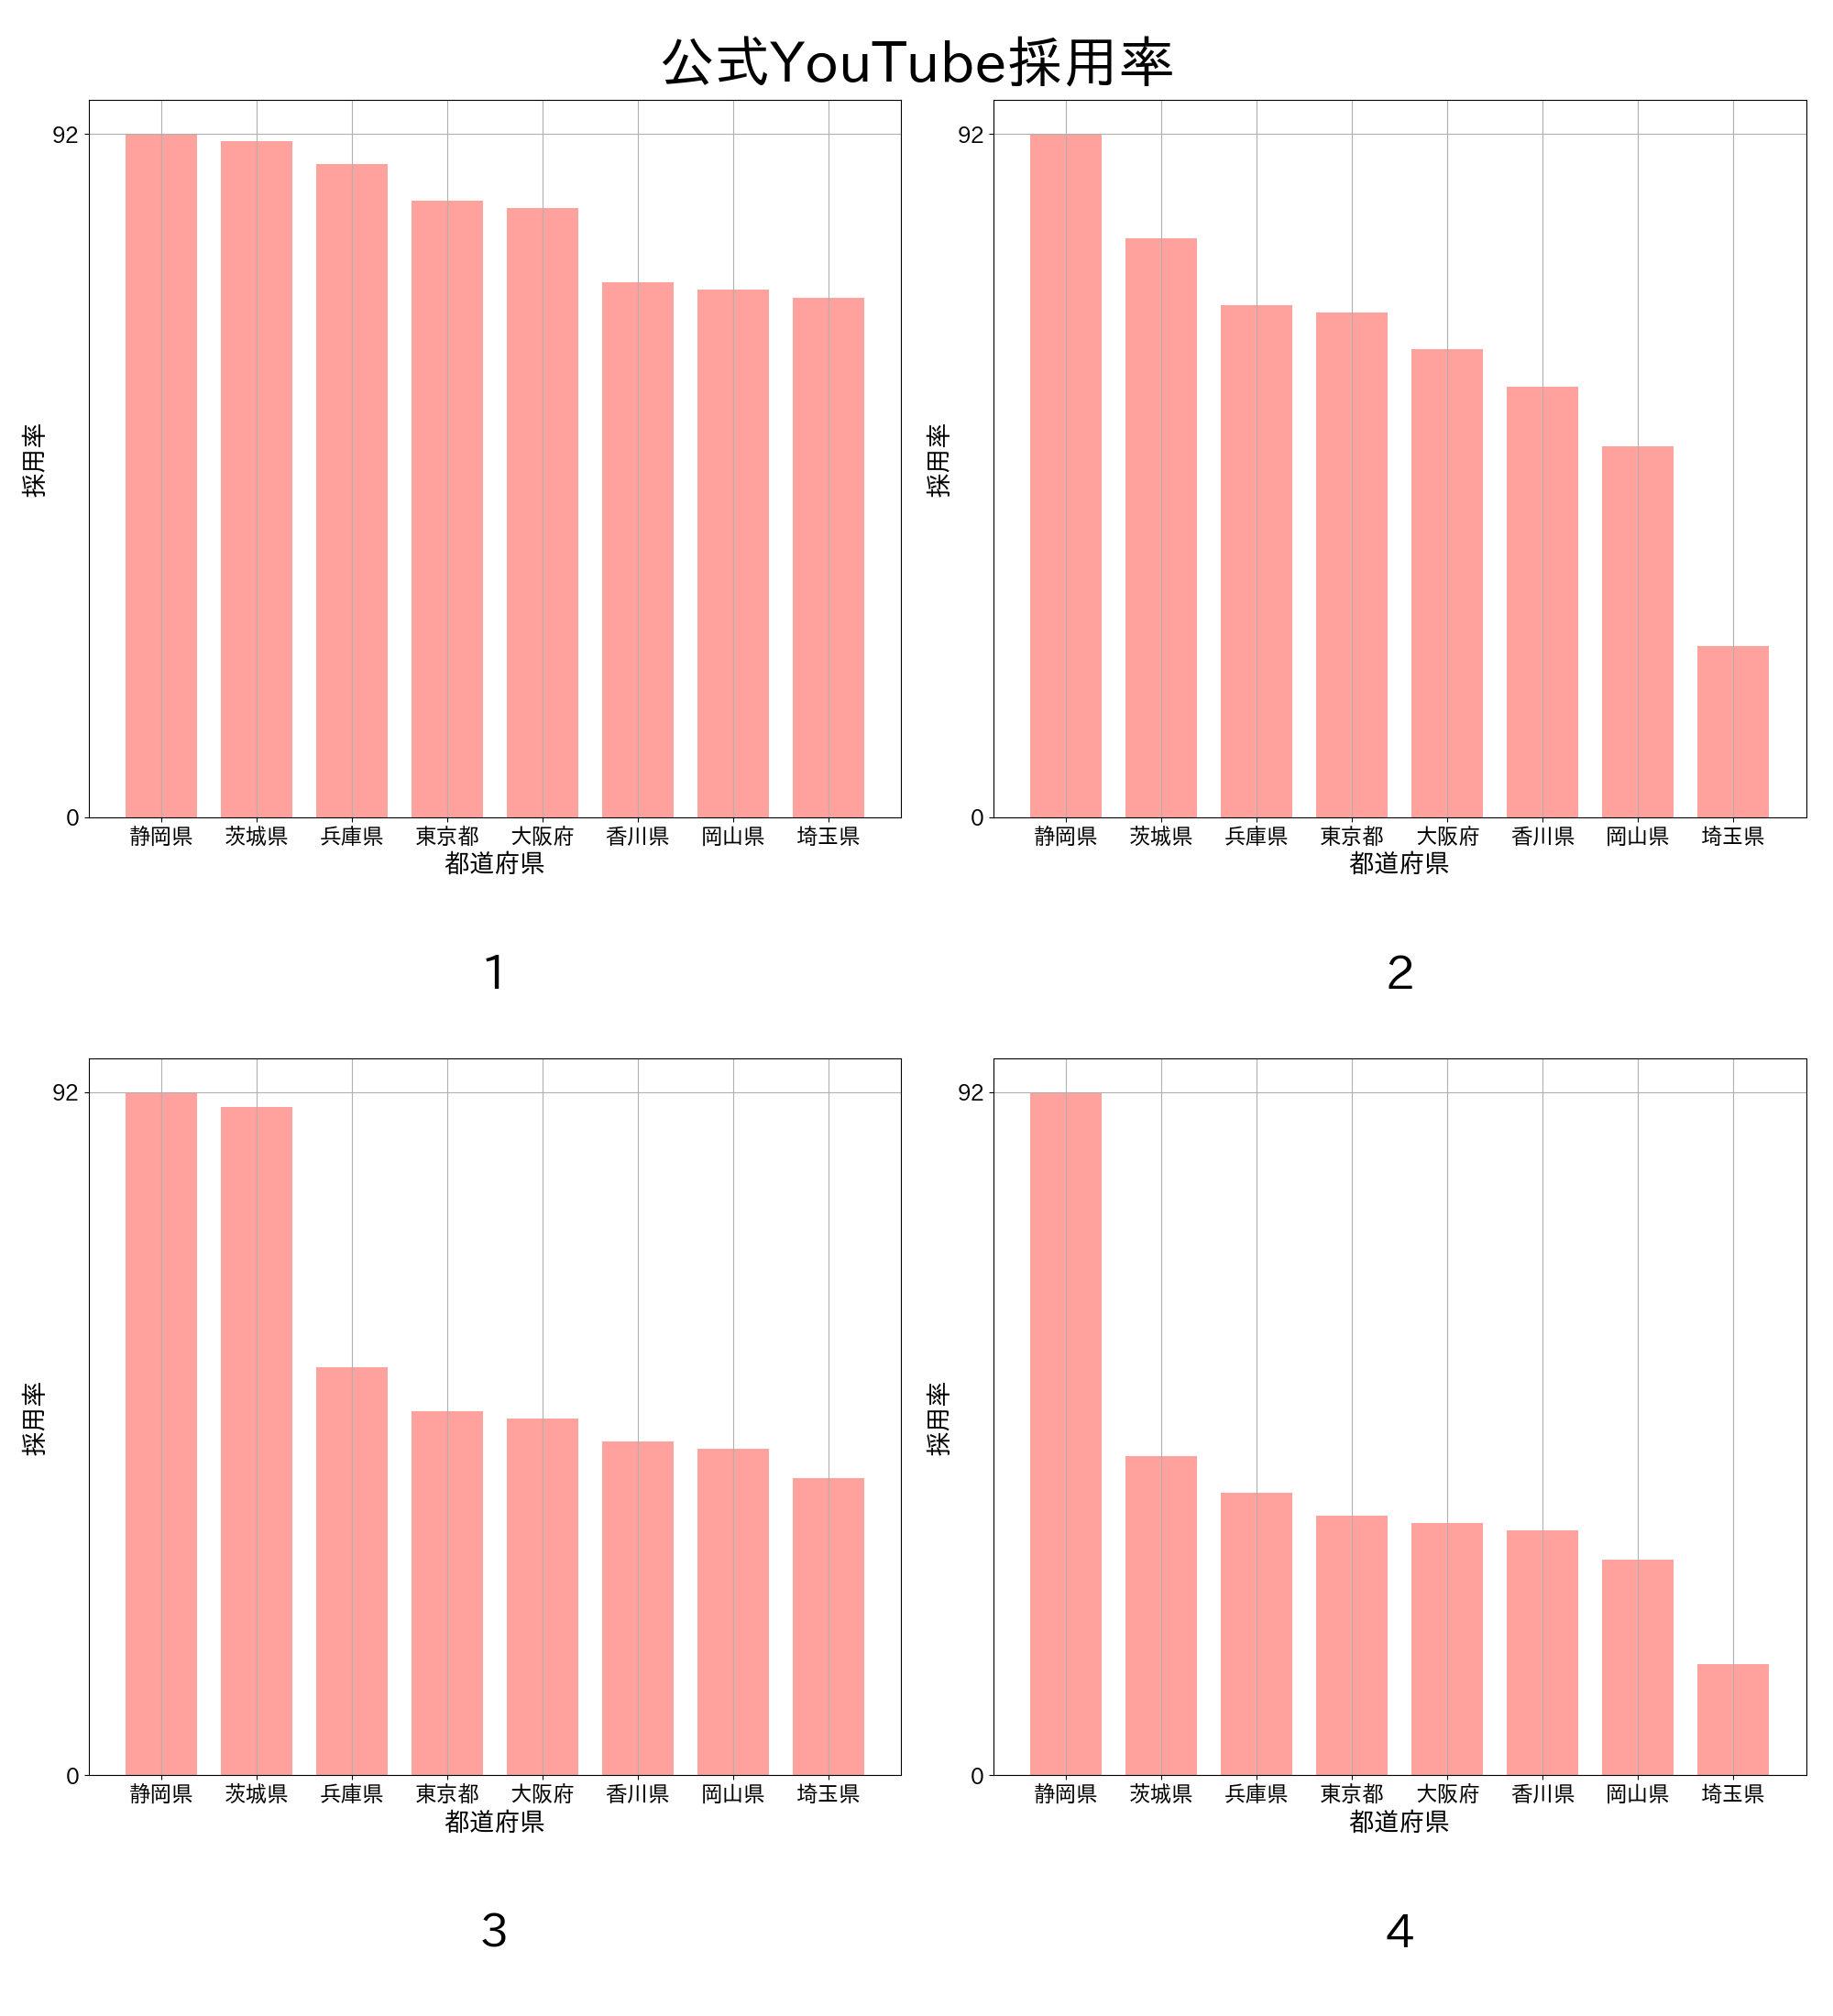 公式YouTube採用率
92
0
採用率
静岡県 茨城県 兵庫県 東京都 大阪府 香川県 岡山県 埼玉県
都道府県
1
92
0
採用率
静岡県 茨城県 兵庫県 東京都 大阪府 香川県 岡山県 埼玉県
都道府県
2
92
0
採用率
静岡県 茨城県 兵庫県 東京都 大阪府 香川県 岡山県 埼玉県
都道府県
3
92
0
採用率
静岡県 茨城県 兵庫県 東京都 大阪府 香川県 岡山県 埼玉県
都道府県
4